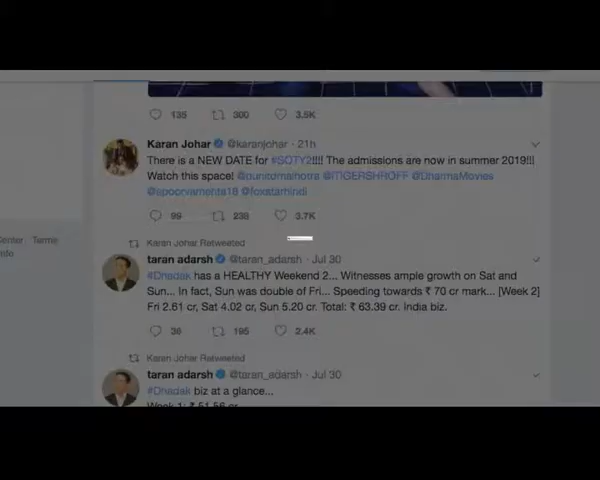 135 300 3.5K
Karan Johar @karanjohar · 21h
There is a NEW DATE for #SOTY2!!!! The admissions are now in summer 2019!!!
Watch this space! @punitdmalhotra @iTIGERSHROFF @DharmaMovies
@apoorvamehta18 @foxstarhindi
99 238 3.7K
Karan Johar Retweeted
taran adarsh @taran_adarsh · Jul 30
#Dhadak has a HEALTHY Weekend 2... Witnesses ample growth on Sat and
Sun... In fact, Sun was double of Fri... Speeding towards ₹ 70 cr mark... [Week 2]
Fri 2.61 cr, Sat 4.02 cr, Sun 5.20 cr. Total: ₹ 63.39 cr. India biz.
36 195 2.4K
Karan Johar Retweeted
taran adarsh @taran_adarsh · Jul 30
#Dhadak biz at a glance...
Week 1: ₹ 51.56 cr
Center Terms
info